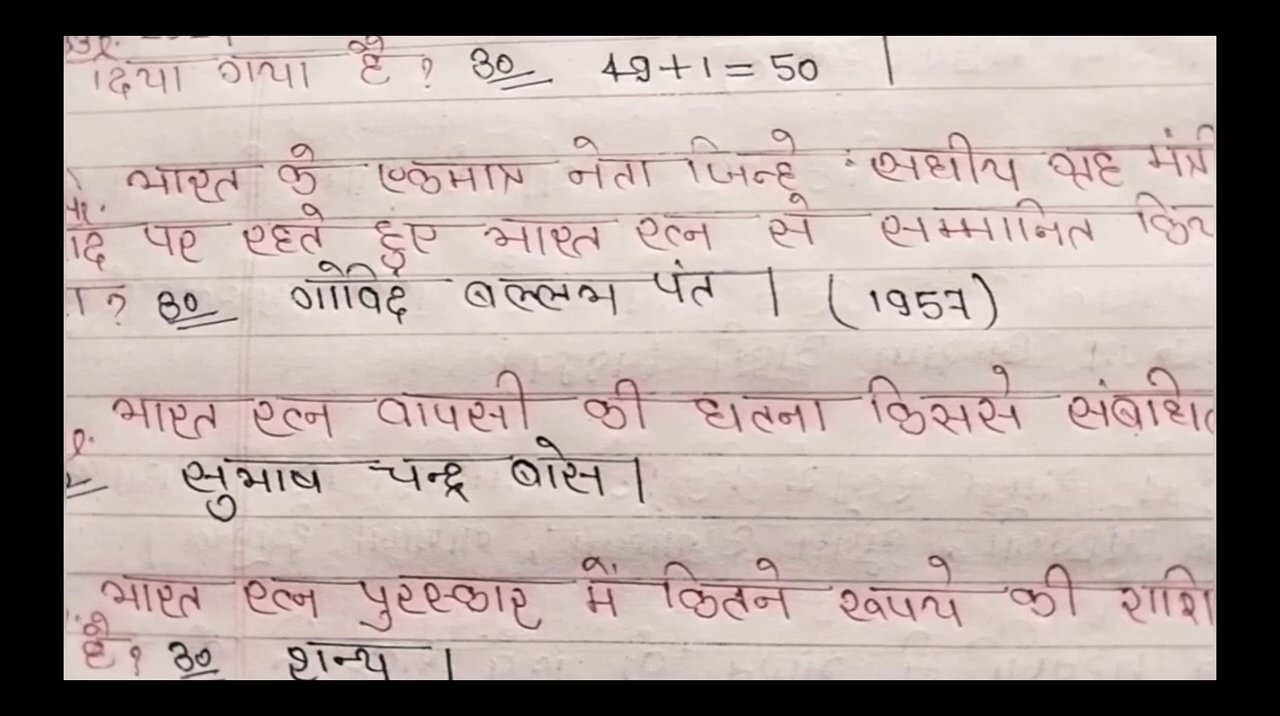 दिया गया है ? उ० 49+1=50 |
भारत के एकमात्र नेता जिन्हे संघीय गृह मंत्री
पद पर रहते हुए भारत रत्न से सम्मानित किय
? उ० गोविंद बल्लभ पंत | (1957)
भारत रत्न वापसी की घतना किससे संबंधित
सुभाष चन्द्र बोस |
भारत रत्न पुरस्कार में कितने रूपये की राशि
है? उ० शून्य |